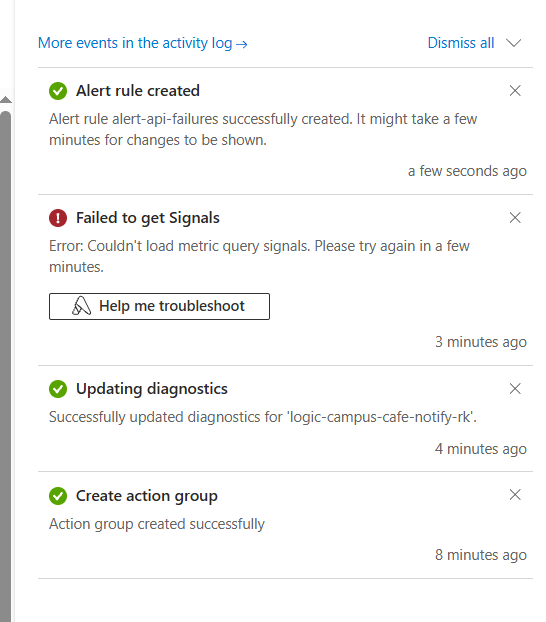 More events in the activity log →
Dismiss all
Alert rule created
Alert rule alert-api-failures successfully created. It might take a few
minutes for changes to be shown.
a few seconds ago
Failed to get Signals
Error: Couldn't load metric query signals. Please try again in a few
minutes.
Help me troubleshoot
3 minutes ago
Updating diagnostics
Successfully updated diagnostics for 'logic-campus-cafe-notify-rk'.
4 minutes ago
Create action group
Action group created successfully
8 minutes ago